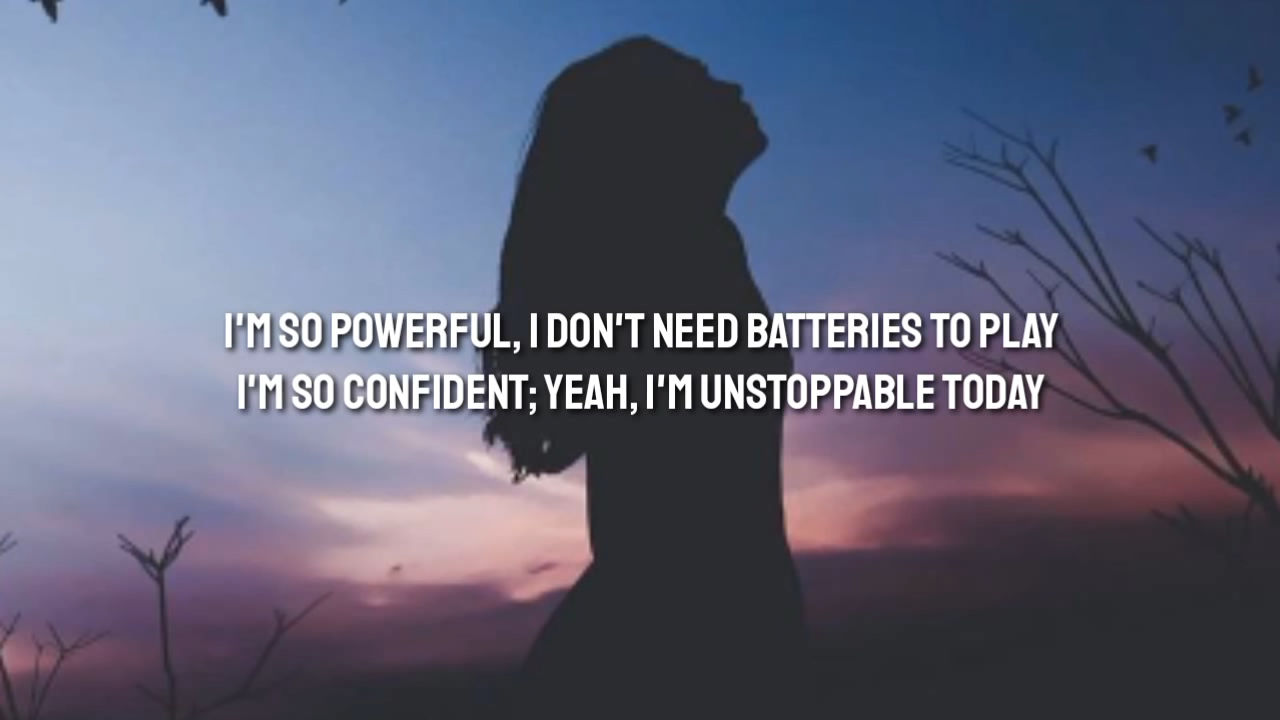 I'M SO POWERFUL, I DON'T NEED BATTERIES TO PLAY
I'M SO CONFIDENT; YEAH, I'M UNSTOPPABLE TODAY